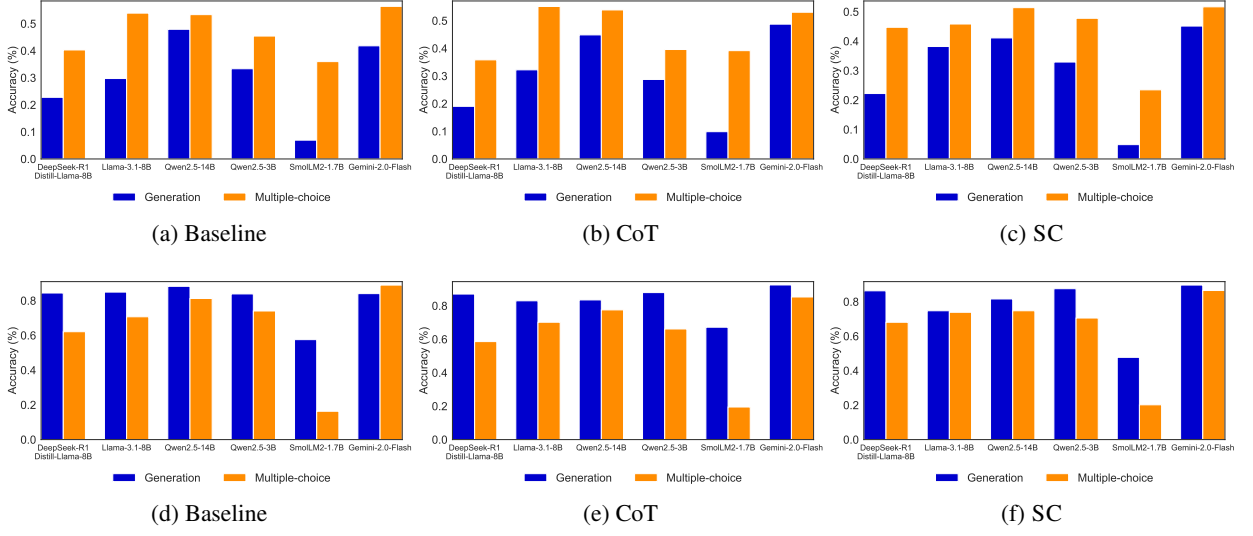 Accuracy (%)
0.5
0.4
0.3
0.2
0.1
0.0
DeepSeek-R1 Llama-3.1-8B Qwen2.5-14B Qwen2.5-3B SmolLM2-1.7B Gemini-2.0-Flash
Distill-Llama-8B
Generation Multiple-choice
(a) Baseline
Accuracy (%)
0.5
0.4
0.3
0.2
0.1
0.0
DeepSeek-R1 Llama-3.1-8B Qwen2.5-14B Qwen2.5-3B SmolLM2-1.7B Gemini-2.0-Flash
Distill-Llama-8B
Generation Multiple-choice
(b) CoT
Accuracy (%)
0.5
0.4
0.3
0.2
0.1
0.0
DeepSeek-R1 Llama-3.1-8B Qwen2.5-14B Qwen2.5-3B SmolLM2-1.7B Gemini-2.0-Flash
Distill-Llama-8B
Generation Multiple-choice
(c) SC
Accuracy (%)
0.8
0.6
0.4
0.2
0.0
DeepSeek-R1 Llama-3.1-8B Qwen2.5-14B Qwen2.5-3B SmolLM2-1.7B Gemini-2.0-Flash
Distill-Llama-8B
Generation Multiple-choice
(d) Baseline
Accuracy (%)
0.8
0.6
0.4
0.2
0.0
DeepSeek-R1 Llama-3.1-8B Qwen2.5-14B Qwen2.5-3B SmolLM2-1.7B Gemini-2.0-Flash
Distill-Llama-8B
Generation Multiple-choice
(e) CoT
Accuracy (%)
0.8
0.6
0.4
0.2
0.0
DeepSeek-R1 Llama-3.1-8B Qwen2.5-14B Qwen2.5-3B SmolLM2-1.7B Gemini-2.0-Flash
Distill-Llama-8B
Generation Multiple-choice
(f) SC